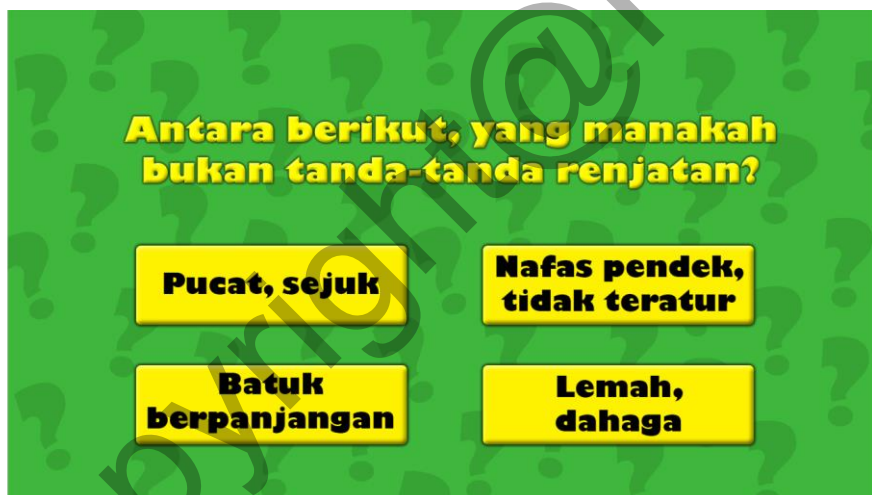 Antara berikut, yang manakah
bukan tanda-tanda renjatan?
Pucat, sejuk
Nafas pendek,
tidak teratur
Batuk
berpanjangan
Lemah,
dahaga